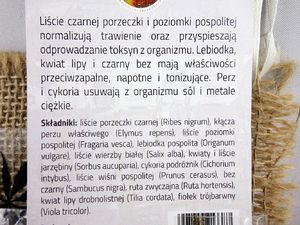 Liście czarnej porzeczki i poziomki pospolitej
normalizują trawienie oraz przyspieszają
odprowadzanie toksyn z organizmu. Lebiodka,
kwiat lipy i czarny bez mają właściwości
przeciwzapalne, napotne i tonizujące. Perz
i cykoria usuwają z organizmu sól i metale
ciężkie.
Składniki: liście porzeczki czarnej (Ribes nigrum), kłącza
perzu właściwego (Elymus repens), liście poziomki
pospolitej (Fragaria vesca), lebiodka pospolita (Origanum
vulgare), liście wierzby białej (Salix alba), kwiaty i liście
jarzębiny (Sorbus aucuparia), cykoria podróżnik (Cichorium
intybus), liście wiśni pospolitej (Prunus cerasus), bez
czarny (Sambucus nigra), ruta zwyczajna (Ruta hortensis),
kwiat lipy drobnolistnej (Tilia cordata), fiołek trójbarwny
(Viola tricolor).